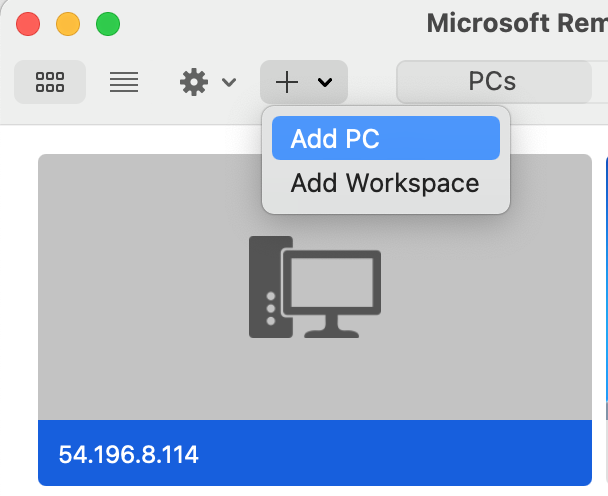 Microsoft Rem
PCs
Add PC
Add Workspace
54.196.8.114